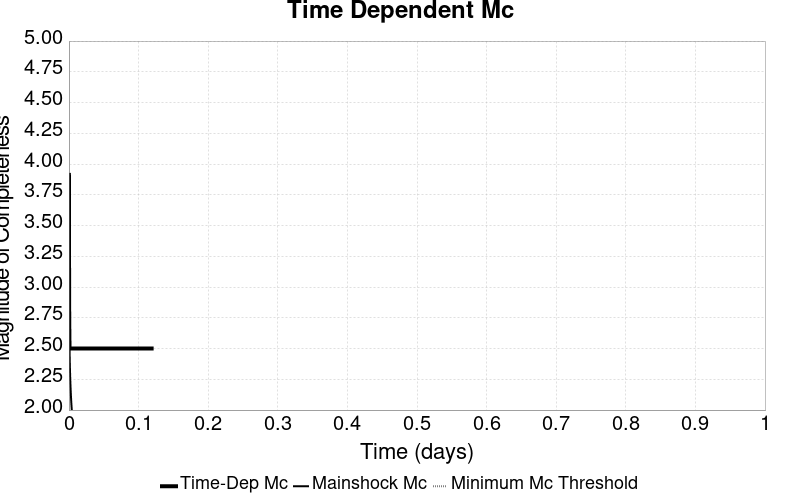 Time Dependent Mc
5.00
4.75
4.50
4.25
4.00
3.75
3.50
3.25
3.00
2.75
2.50
2.25
2.00
Magnitude of Completeness
0 0.1 0.2 0.3 0.4 0.5 0.6 0.7 0.8 0.9 1
Time (days)
Time-Dep Mc Mainshock Mc Minimum Mc Threshold